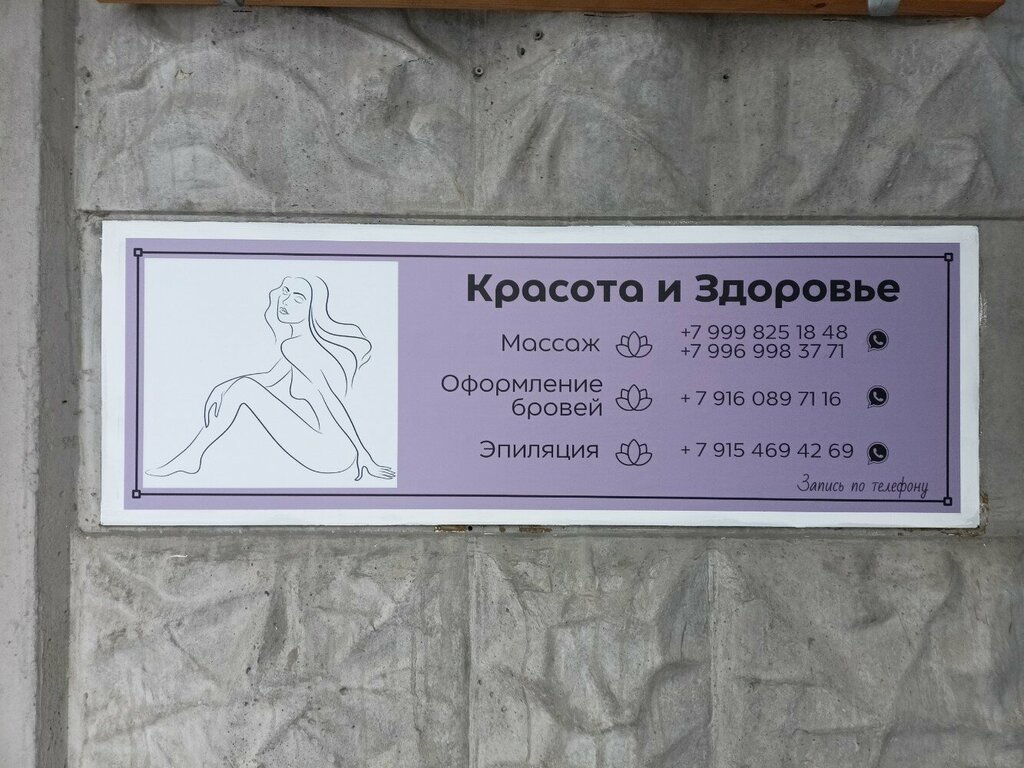 Красота и Здоровье
Массаж
+7 999 825 18 48
+7 996 998 37 71
Оформление
бровей
+ 7 916 089 71 16
Эпиляция
+ 7 915 469 42 69
Запись по телефону